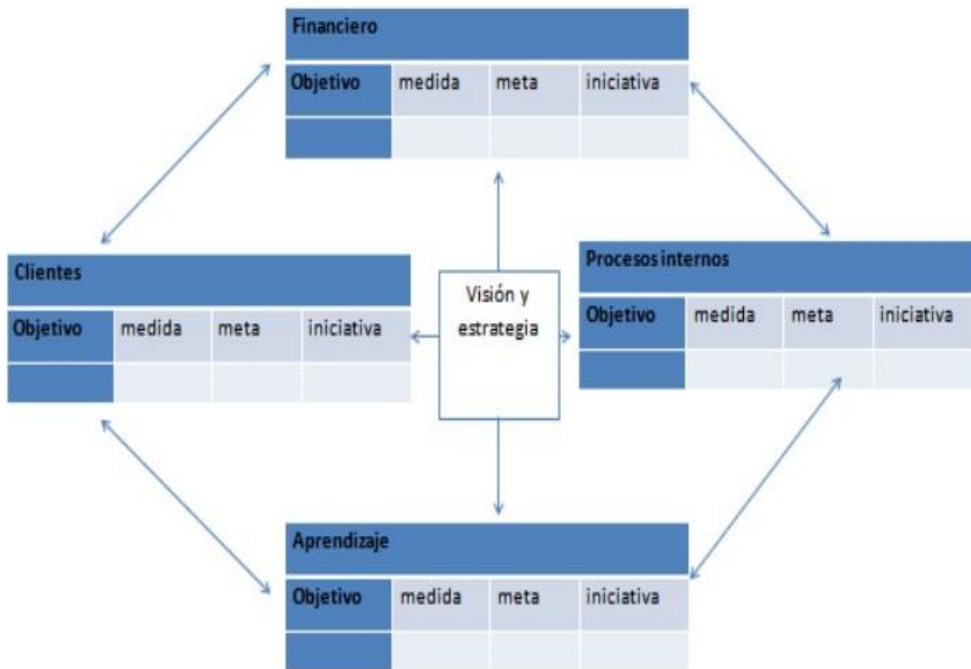 Financiero
Objetivo medida meta iniciativa
Clientes
Objetivo medida meta iniciativa
Visión y
estrategia
Procesos internos
Objetivo medida meta iniciativa
Aprendizaje
Objetivo medida meta iniciativa